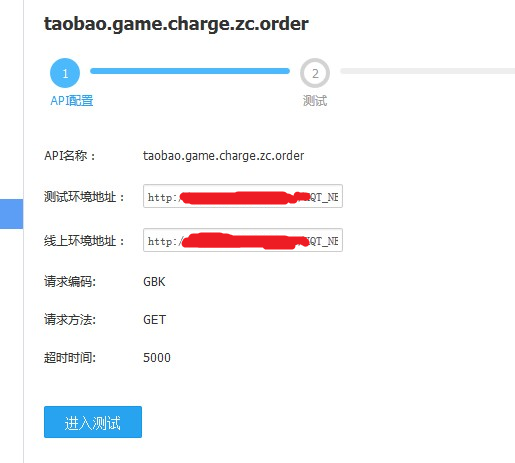 taobao.game.charge.zc.order
1
2
API配置
测试
API名称： taobao.game.charge.zc.order
测试环境地址： http:/
线上环境地址： http:/
请求编码: GBK
请求方法: GET
超时时间: 5000
进入测试